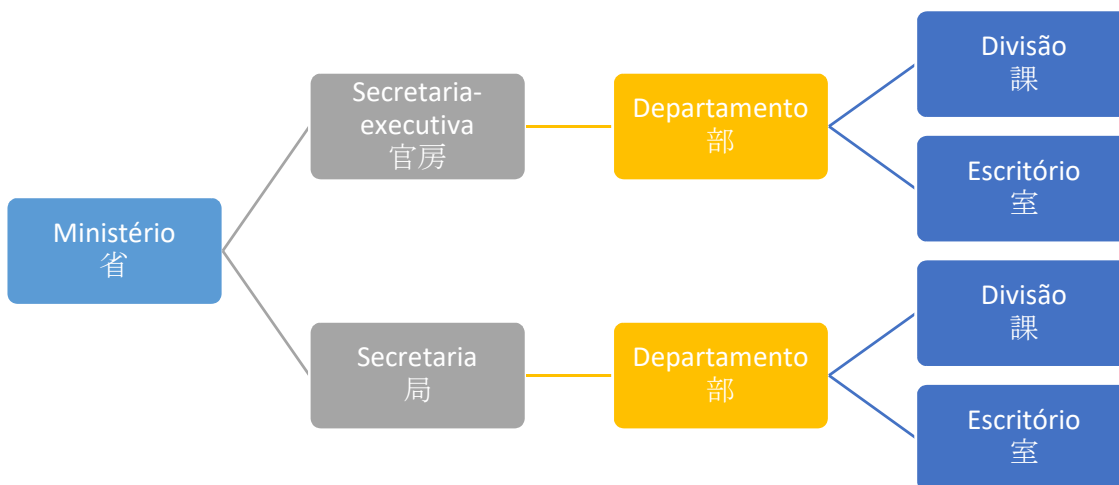 Ministério
省
Secretaria-
executiva
官房
Departamento
部
Divisão
課
Escritório
室
Secretaria
局
Departamento
部
Divisão
課
Escritório
室